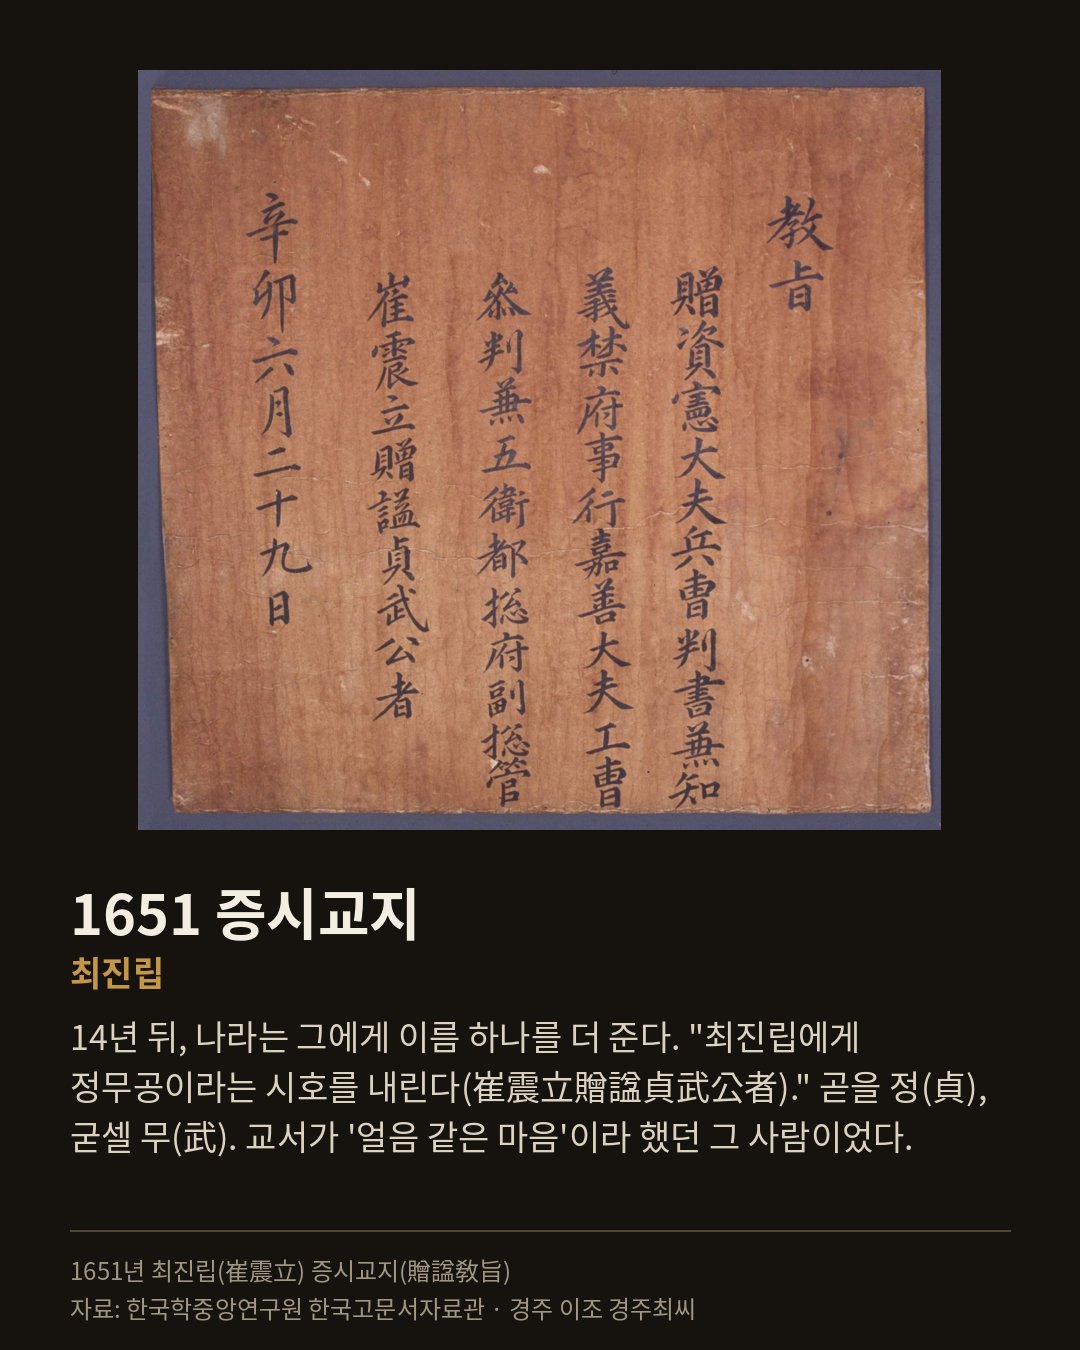 教旨
贈資憲大夫兵曹判書兼知
義禁府事行嘉善大夫工曹
叅判兼五衛都摠府副摠管
崔震立贈諡貞武公者
辛卯六月二十九日
1651 증시교지
최진립
14년 뒤, 나라는 그에게 이름 하나를 더 준다. "최진립에게
정무공이라는 시호를 내린다(崔震立贈諡貞武公者)." 곧을 정(貞),
굳셀 무(武). 교서가 '얼음 같은 마음'이라 했던 그 사람이었다.
1651년 최진립(崔震立) 증시교지(贈諡敎旨)
자료: 한국학중앙연구원 한국고문서자료관 · 경주 이조 경주최씨